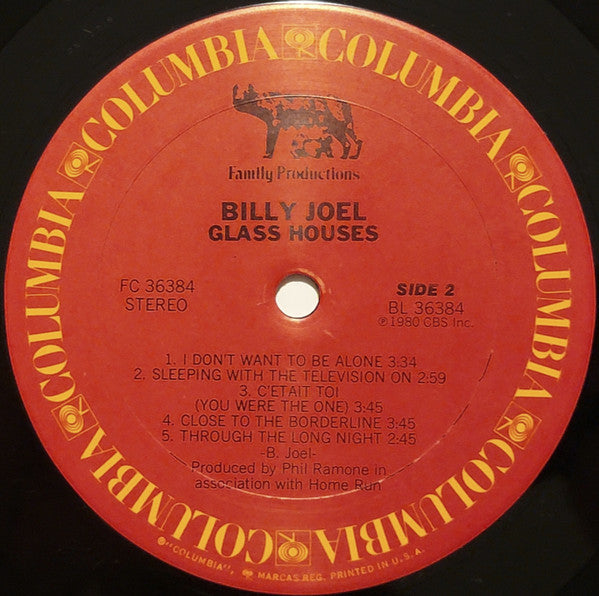 COLUMBIA COLUMBIA COLUMBIA COLUMBIA COLUMBIA COLUMBIA COLUMBIA COLUMBIA
Family Productions
BILLY JOEL
GLASS HOUSES
FC 36384
STEREO
SIDE 2
BL 36384
℗1980 CBS Inc.
1. I DON'T WANT TO BE ALONE 3:34
2. SLEEPING WITH THE TELEVISION ON 2:59
3. C'ETAIT TOI
(YOU WERE THE ONE) 3:45
4. CLOSE TO THE BORDERLINE 3:45
5. THROUGH THE LONG NIGHT 2:45
-B. Joel-
Produced by Phil Ramone in
association with Home Run
®"COLUMBIA", MARCAS REG. PRINTED IN U.S.A.